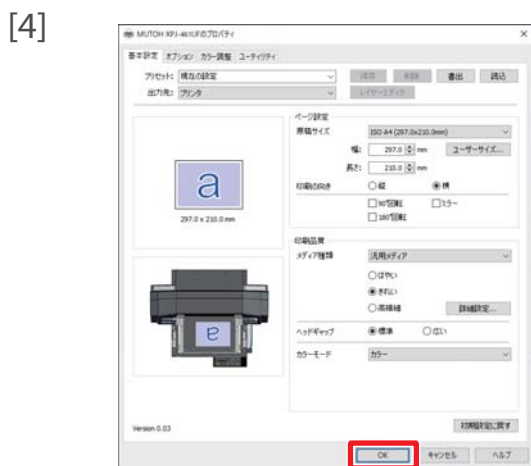 [4]
MUTOH XPJ-461UFのプロパティ
基本設定 オプション カラー調整 ユーティリティ
プリセット: 現在の設定 保存 削除 書出 読込
出力先: プリンタ レイヤーエディタ
ページ設定
原稿サイズ ISO A4 (297.0x210.0mm)
幅: 297.0 mm ユーザーサイズ...
長さ: 210.0 mm
印刷の向き 縦 横
90°回転 ミラー
180°回転
a
297.0 x 210.0 mm
印刷品質
メディア種類 汎用メディア
はやい
きれい
高精細 詳細設定...
ヘッドギャップ 標準 広い
カラーモード カラー
a
Version 0.03 初期設定に戻す
OK キャンセル ヘルプ